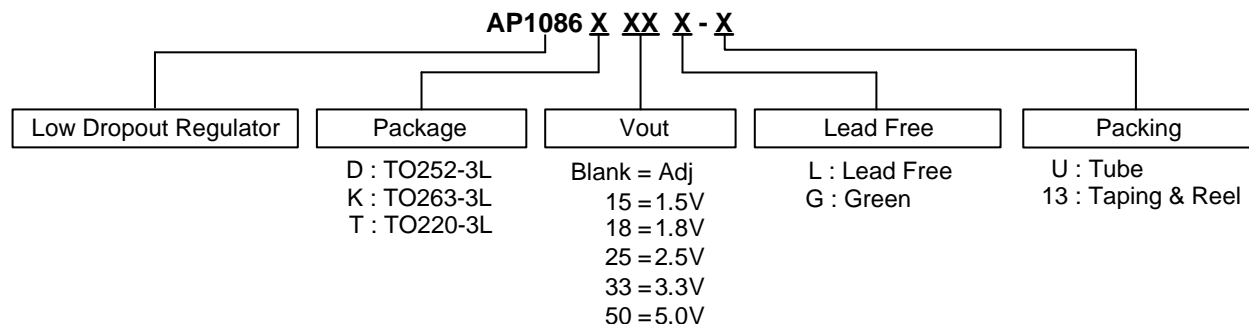 AP1086 X XX X - X
Low Dropout Regulator
Package
D : TO252-3L
K : TO263-3L
T : TO220-3L
Vout
Blank = Adj
15 = 1.5V
18 = 1.8V
25 = 2.5V
33 = 3.3V
50 = 5.0V
Lead Free
L : Lead Free
G : Green
Packing
U : Tube
13 : Taping & Reel